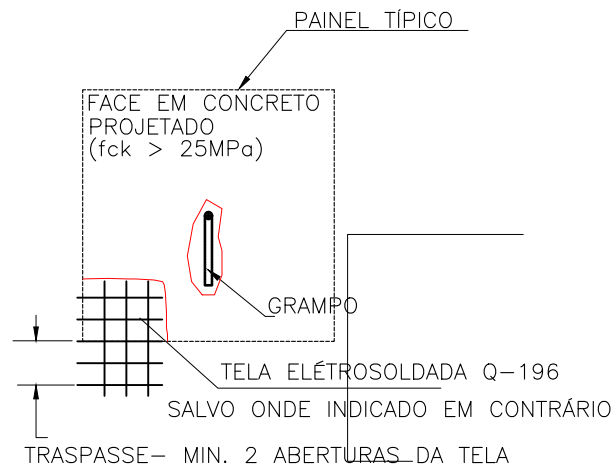 PAINEL TÍPICO
FACE EM CONCRETO
PROJETADO
(fck > 25MPa)
GRAMPO
TELA ELÉTROSOLDADA Q-196
SALVO ONDE INDICADO EM CONTRÁRIO
TRASPASSE- MIN. 2 ABERTURAS DA TELA